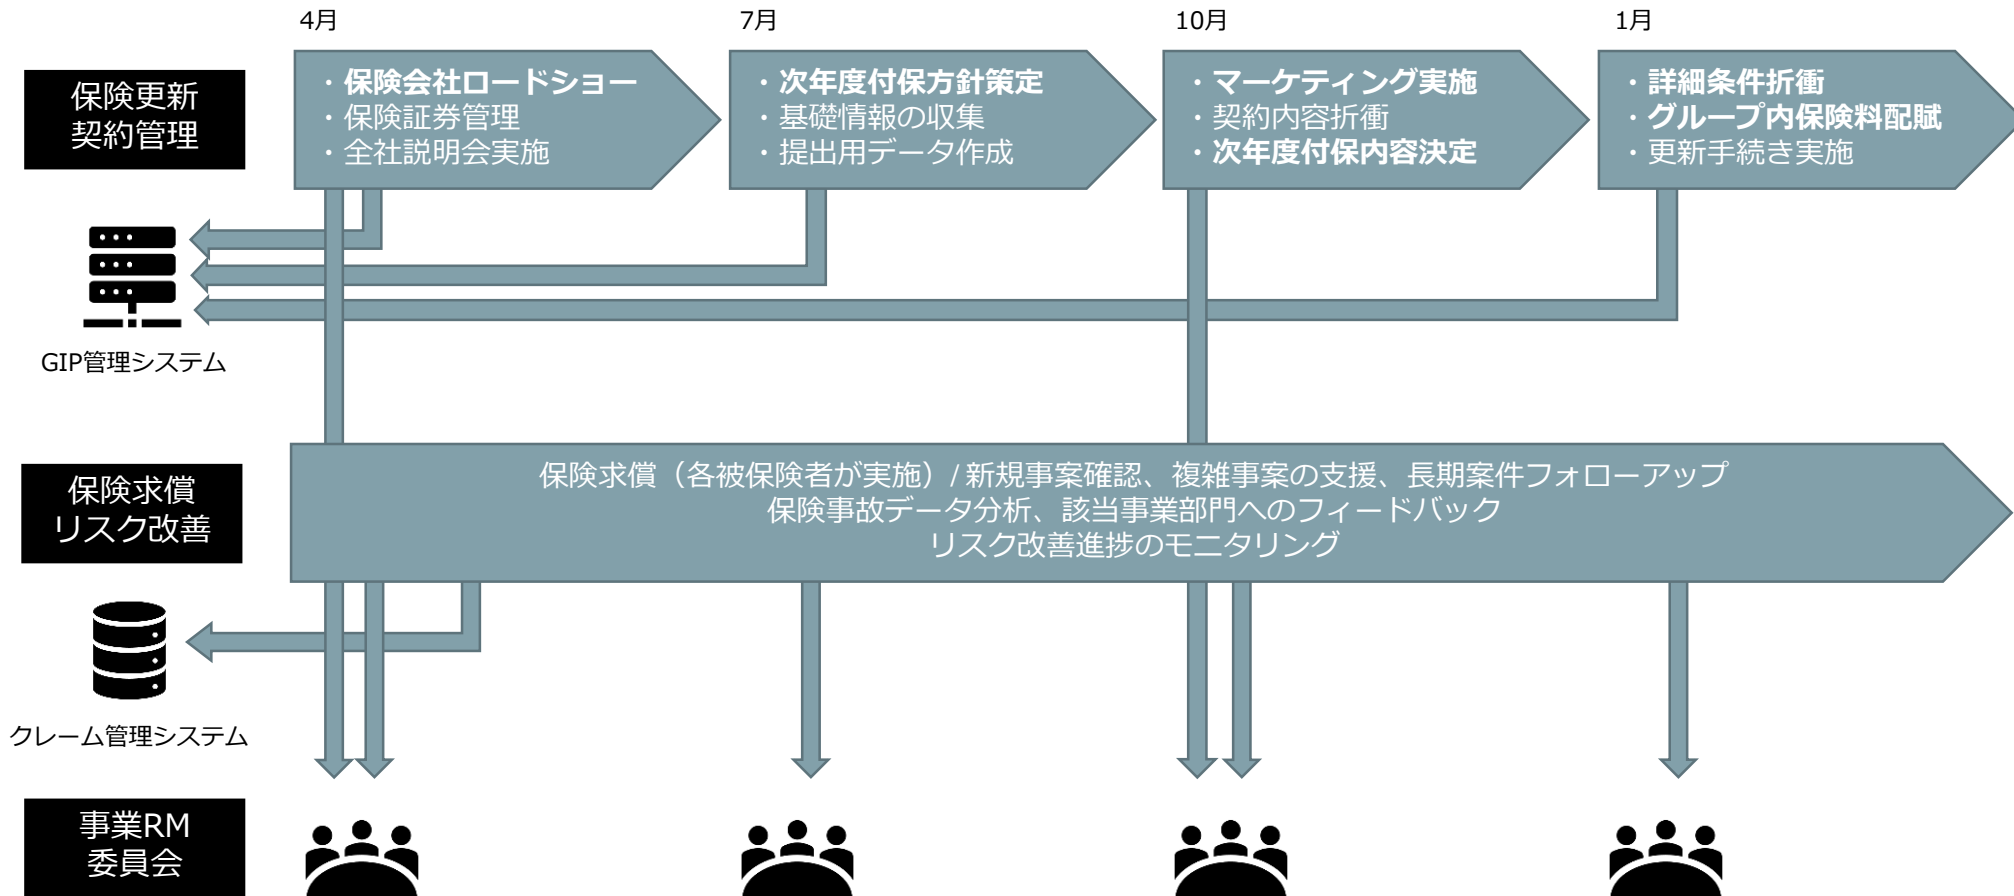 4月
7月
10月
1月
保険更新
契約管理
・保険会社ロードショー
・保険証券管理
・全社説明会実施
・次年度付保方針策定
・基礎情報の収集
・提出用データ作成
・マーケティング実施
・契約内容折衝
・次年度付保内容決定
・詳細条件折衝
・グループ内保険料配賦
・更新手続き実施
GIP管理システム
保険求償
リスク改善
保険求償（各被保険者が実施）/ 新規事案確認、複雑事案の支援、長期案件フォローアップ
保険事故データ分析、該当事業部門へのフィードバック
リスク改善進捗のモニタリング
クレーム管理システム
事業RM
委員会